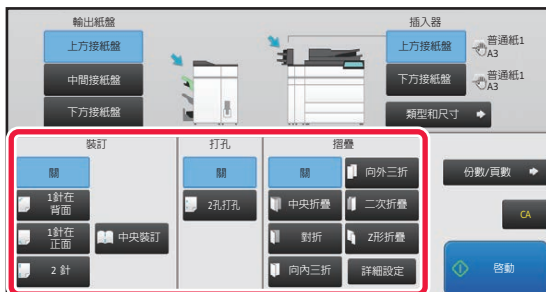 輸出紙盤
上方接紙盤
中間接紙盤
下方接紙盤
插入器
上方接紙盤
普通紙1
A3
下方接紙盤
普通紙1
A3
類型和尺寸
裝訂
關
1針在
背面
1針在
正面
2 針
中央裝訂
打孔
關
2孔打孔
摺疊
關
向外三折
中央折疊
二次折疊
對折
Z形折疊
向內三折
詳細設定
份數/頁數
CA
啓動